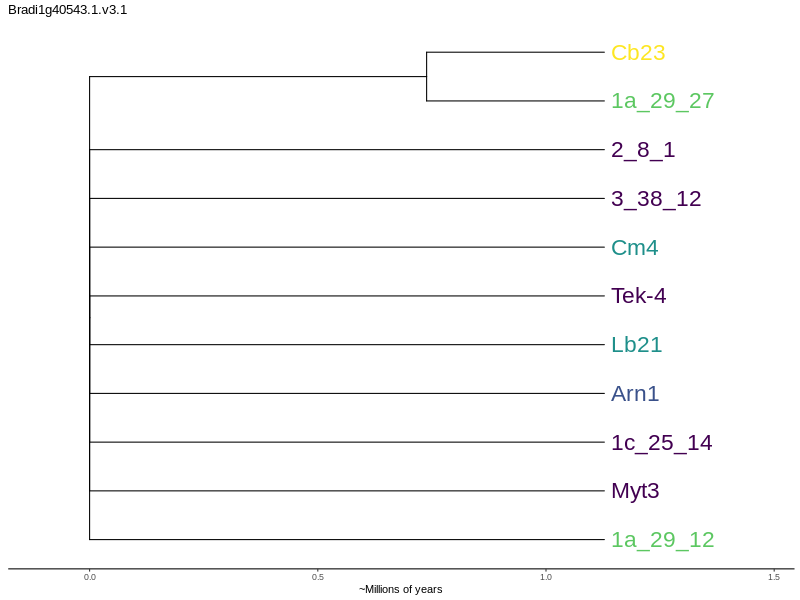 Bradi1g40543.1.v3.1
Cb23
1a_29_27
2_8_1
3_38_12
Cm4
Tek-4
Lb21
Arn1
1c_25_14
Myt3
1a_29_12
0.0 0.5 1.0 1.5
~Millions of years